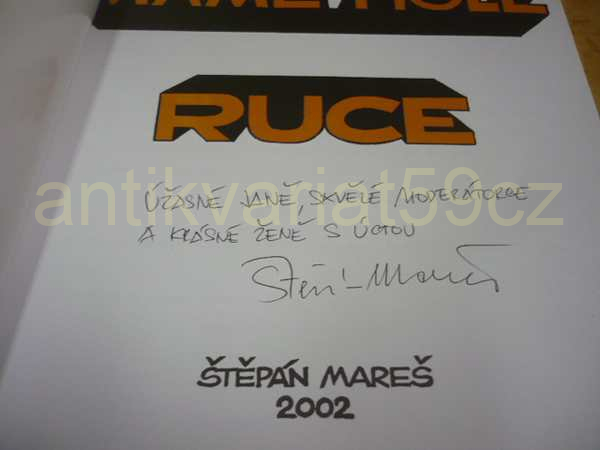 RUCE
ÚŽASNÉ JANĚ, SKVĚLÉ MODERÁTORCE
A KRÁSNÉ ŽENĚ S ÚCTOU
Štěpán Mareš
ŠTĚPÁN MAREŠ
2002
antikvariat59cz